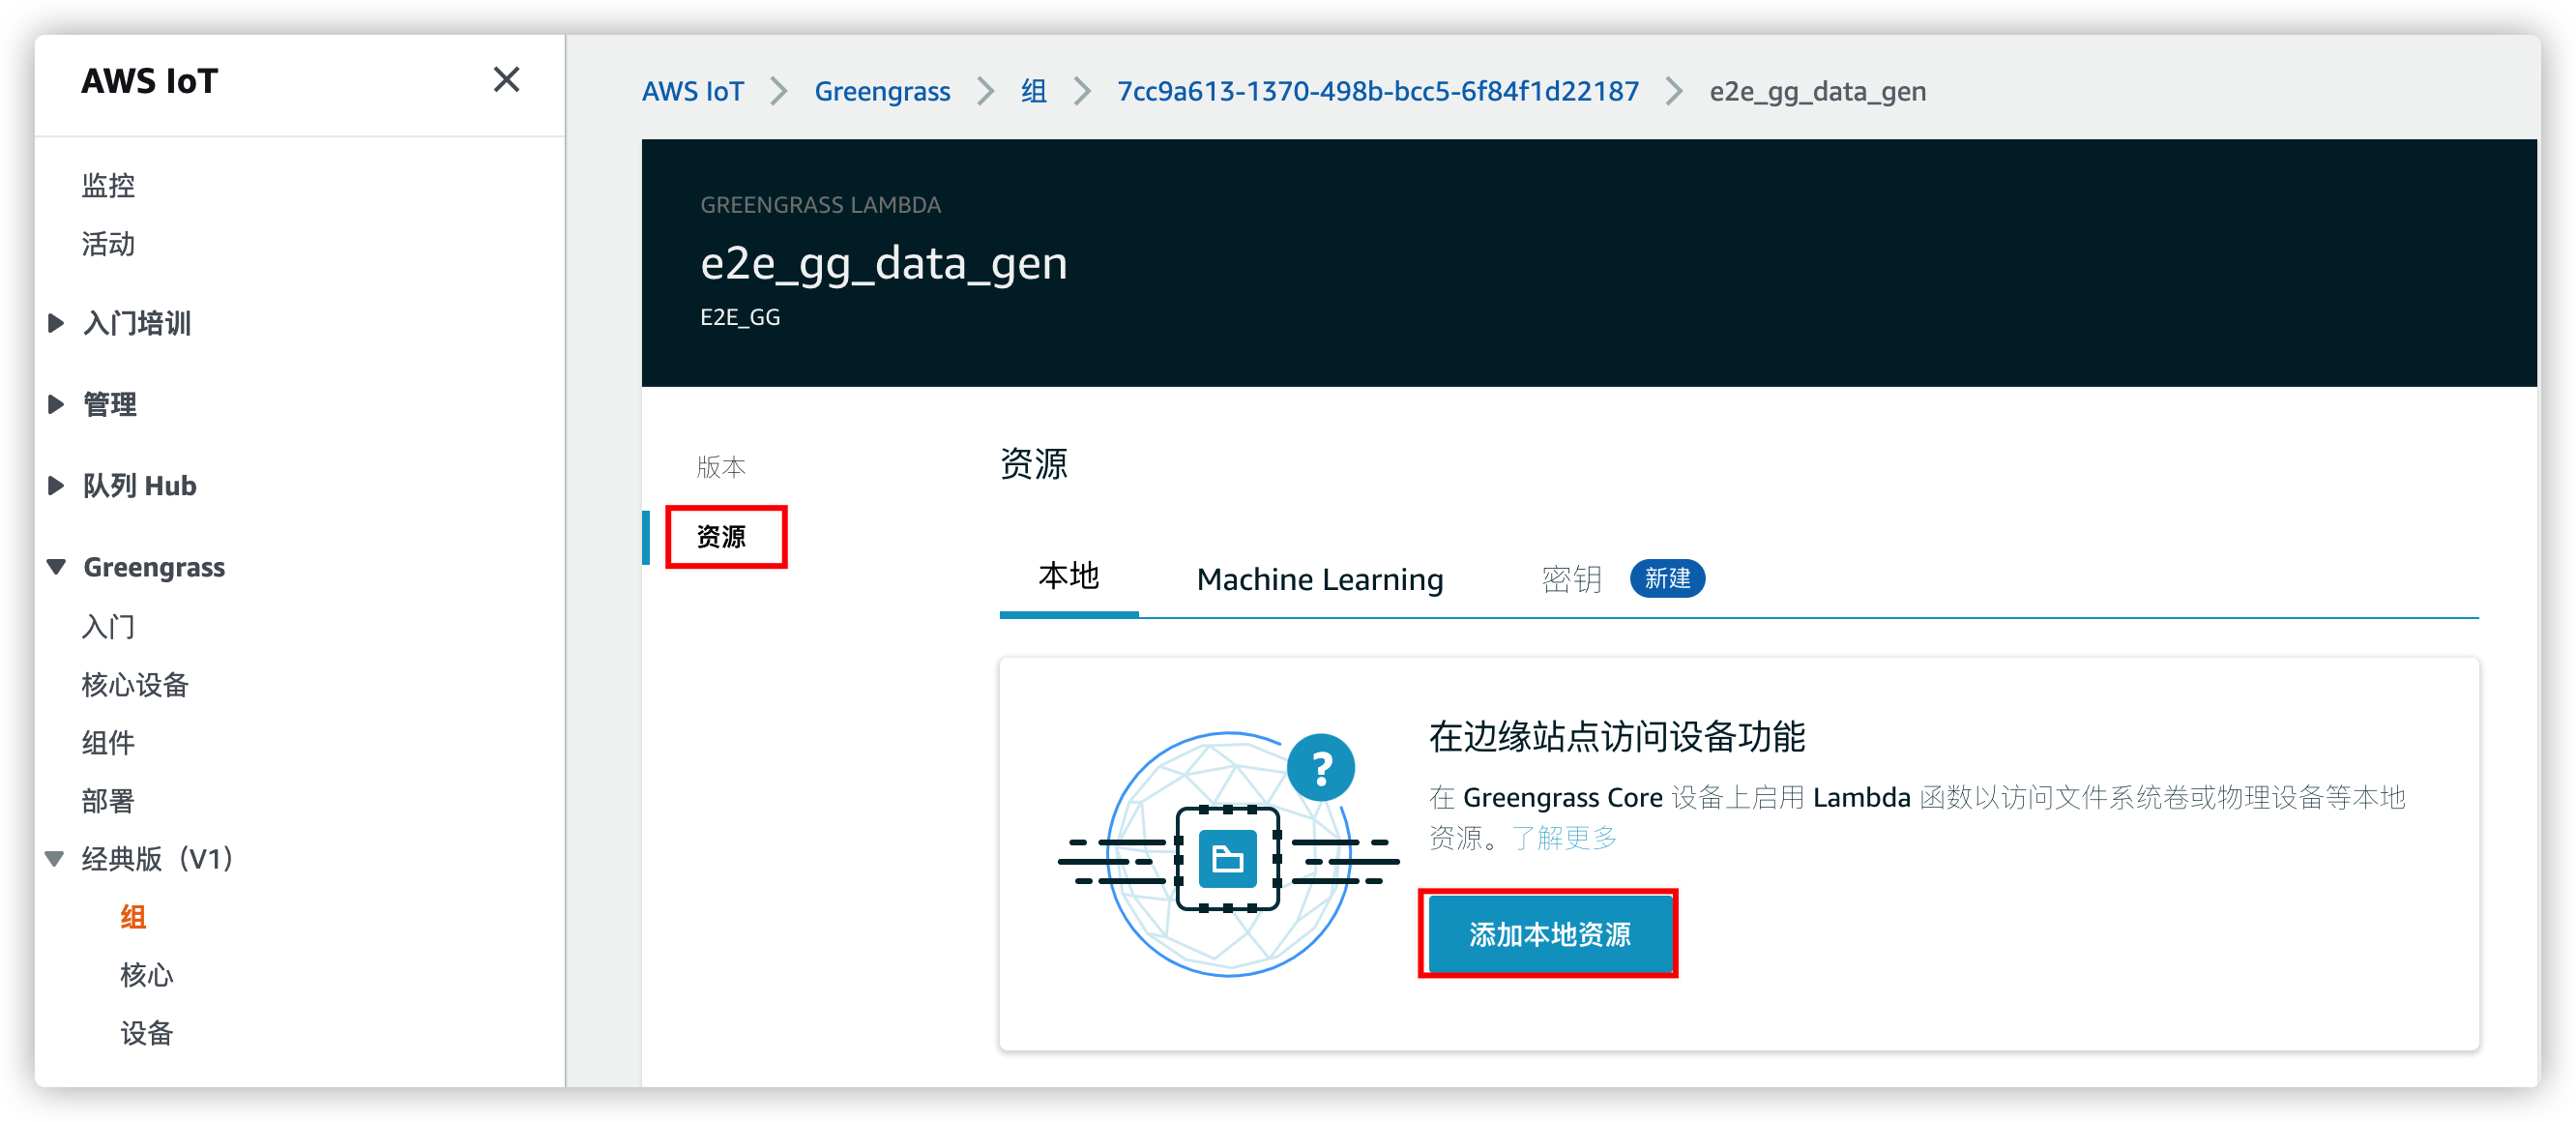 AWS IoT
监控
活动
入门培训
管理
队列 Hub
Greengrass
入门
核心设备
组件
部署
经典版（V1）
组
核心
设备
AWS IoT > Greengrass > 组 > 7cc9a613-1370-498b-bcc5-6f84f1d22187 > e2e_gg_data_gen
GREENGRASS LAMBDA
e2e_gg_data_gen
E2E_GG
版本
资源
资源
本地 Machine Learning 密钥 新建
?
在边缘站点访问设备功能
在 Greengrass Core 设备上启用 Lambda 函数以访问文件系统卷或物理设备等本地
资源。了解更多
添加本地资源